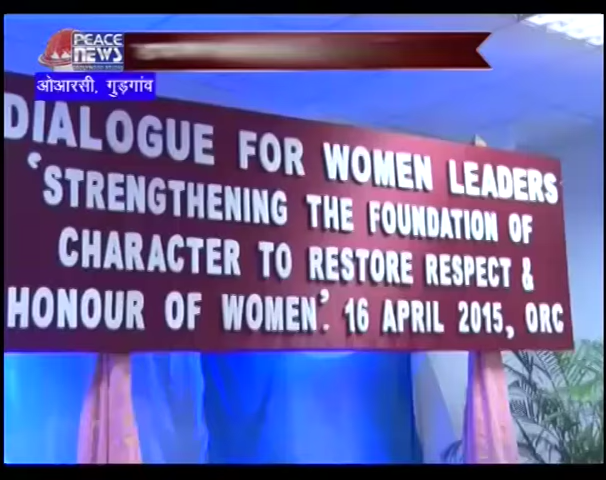 PEACE
NEWS
ओआरसी, गुड़गांव
DIALOGUE FOR WOMEN LEADERS
'STRENGTHENING THE FOUNDATION OF
CHARACTER TO RESTORE RESPECT &
HONOUR OF WOMEN'. 16 APRIL 2015, ORC